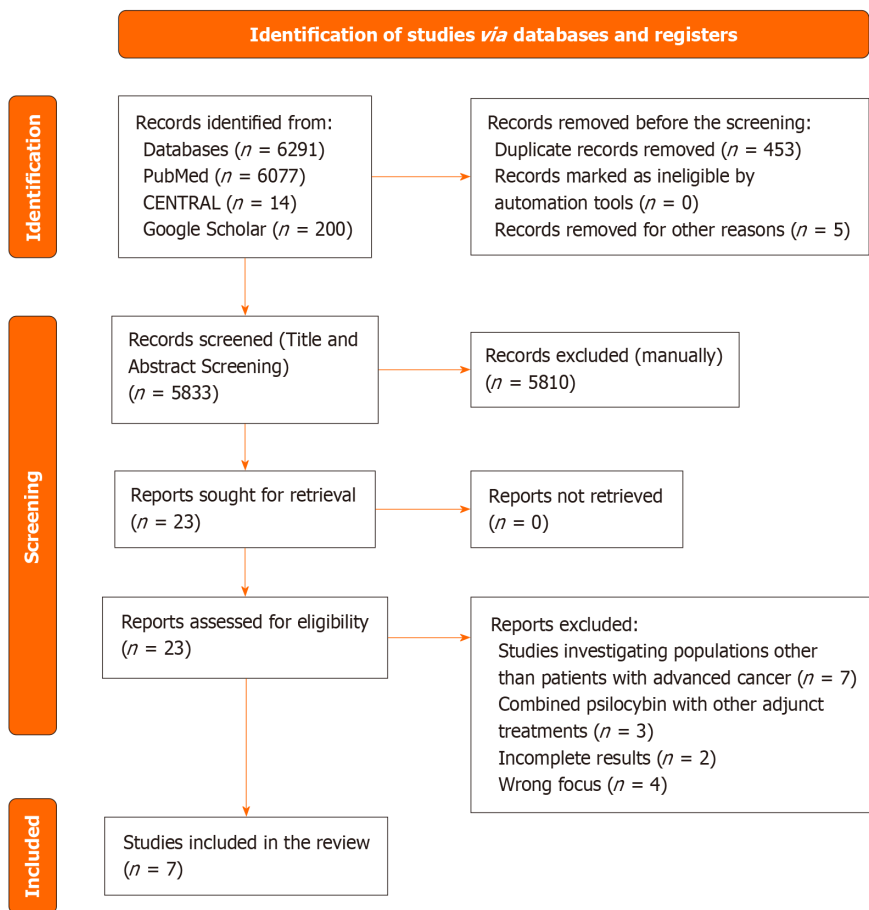 Identification of studies via databases and registers
Identification
Records identified from:
Databases (n = 6291)
PubMed (n = 6077)
CENTRAL (n = 14)
Google Scholar (n = 200)
Records removed before the screening:
Duplicate records removed (n = 453)
Records marked as ineligible by
automation tools (n = 0)
Records removed for other reasons (n = 5)
Screening
Records screened (Title and
Abstract Screening)
(n = 5833)
Records excluded (manually)
(n = 5810)
Reports sought for retrieval
(n = 23)
Reports not retrieved
(n = 0)
Reports assessed for eligibility
(n = 23)
Reports excluded:
Studies investigating populations other
than patients with advanced cancer (n = 7)
Combined psilocybin with other adjunct
treatments (n = 3)
Incomplete results (n = 2)
Wrong focus (n = 4)
Included
Studies included in the review
(n = 7)